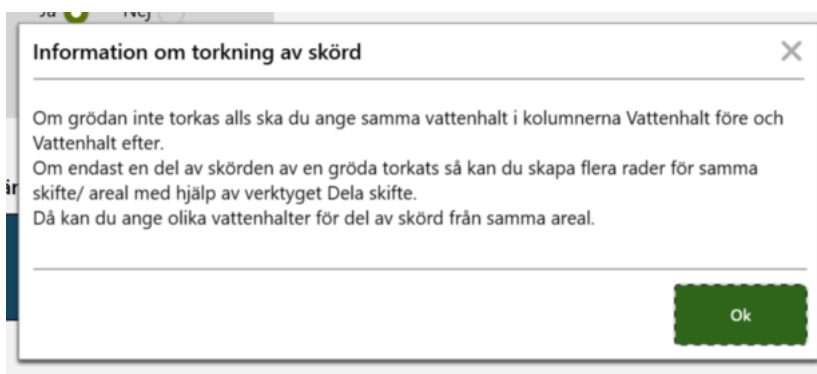 Ja Nej
Information om torkning av skörd
Om grödan inte torkas alls ska du ange samma vattenhalt i kolumnerna Vattenhalt före och
Vattenhalt efter.
Om endast en del av skörden av en gröda torkats så kan du skapa flera rader för samma
skifte/ areal med hjälp av verktyget Dela skifte.
Då kan du ange olika vattenhalter för del av skörd från samma areal.
Ok